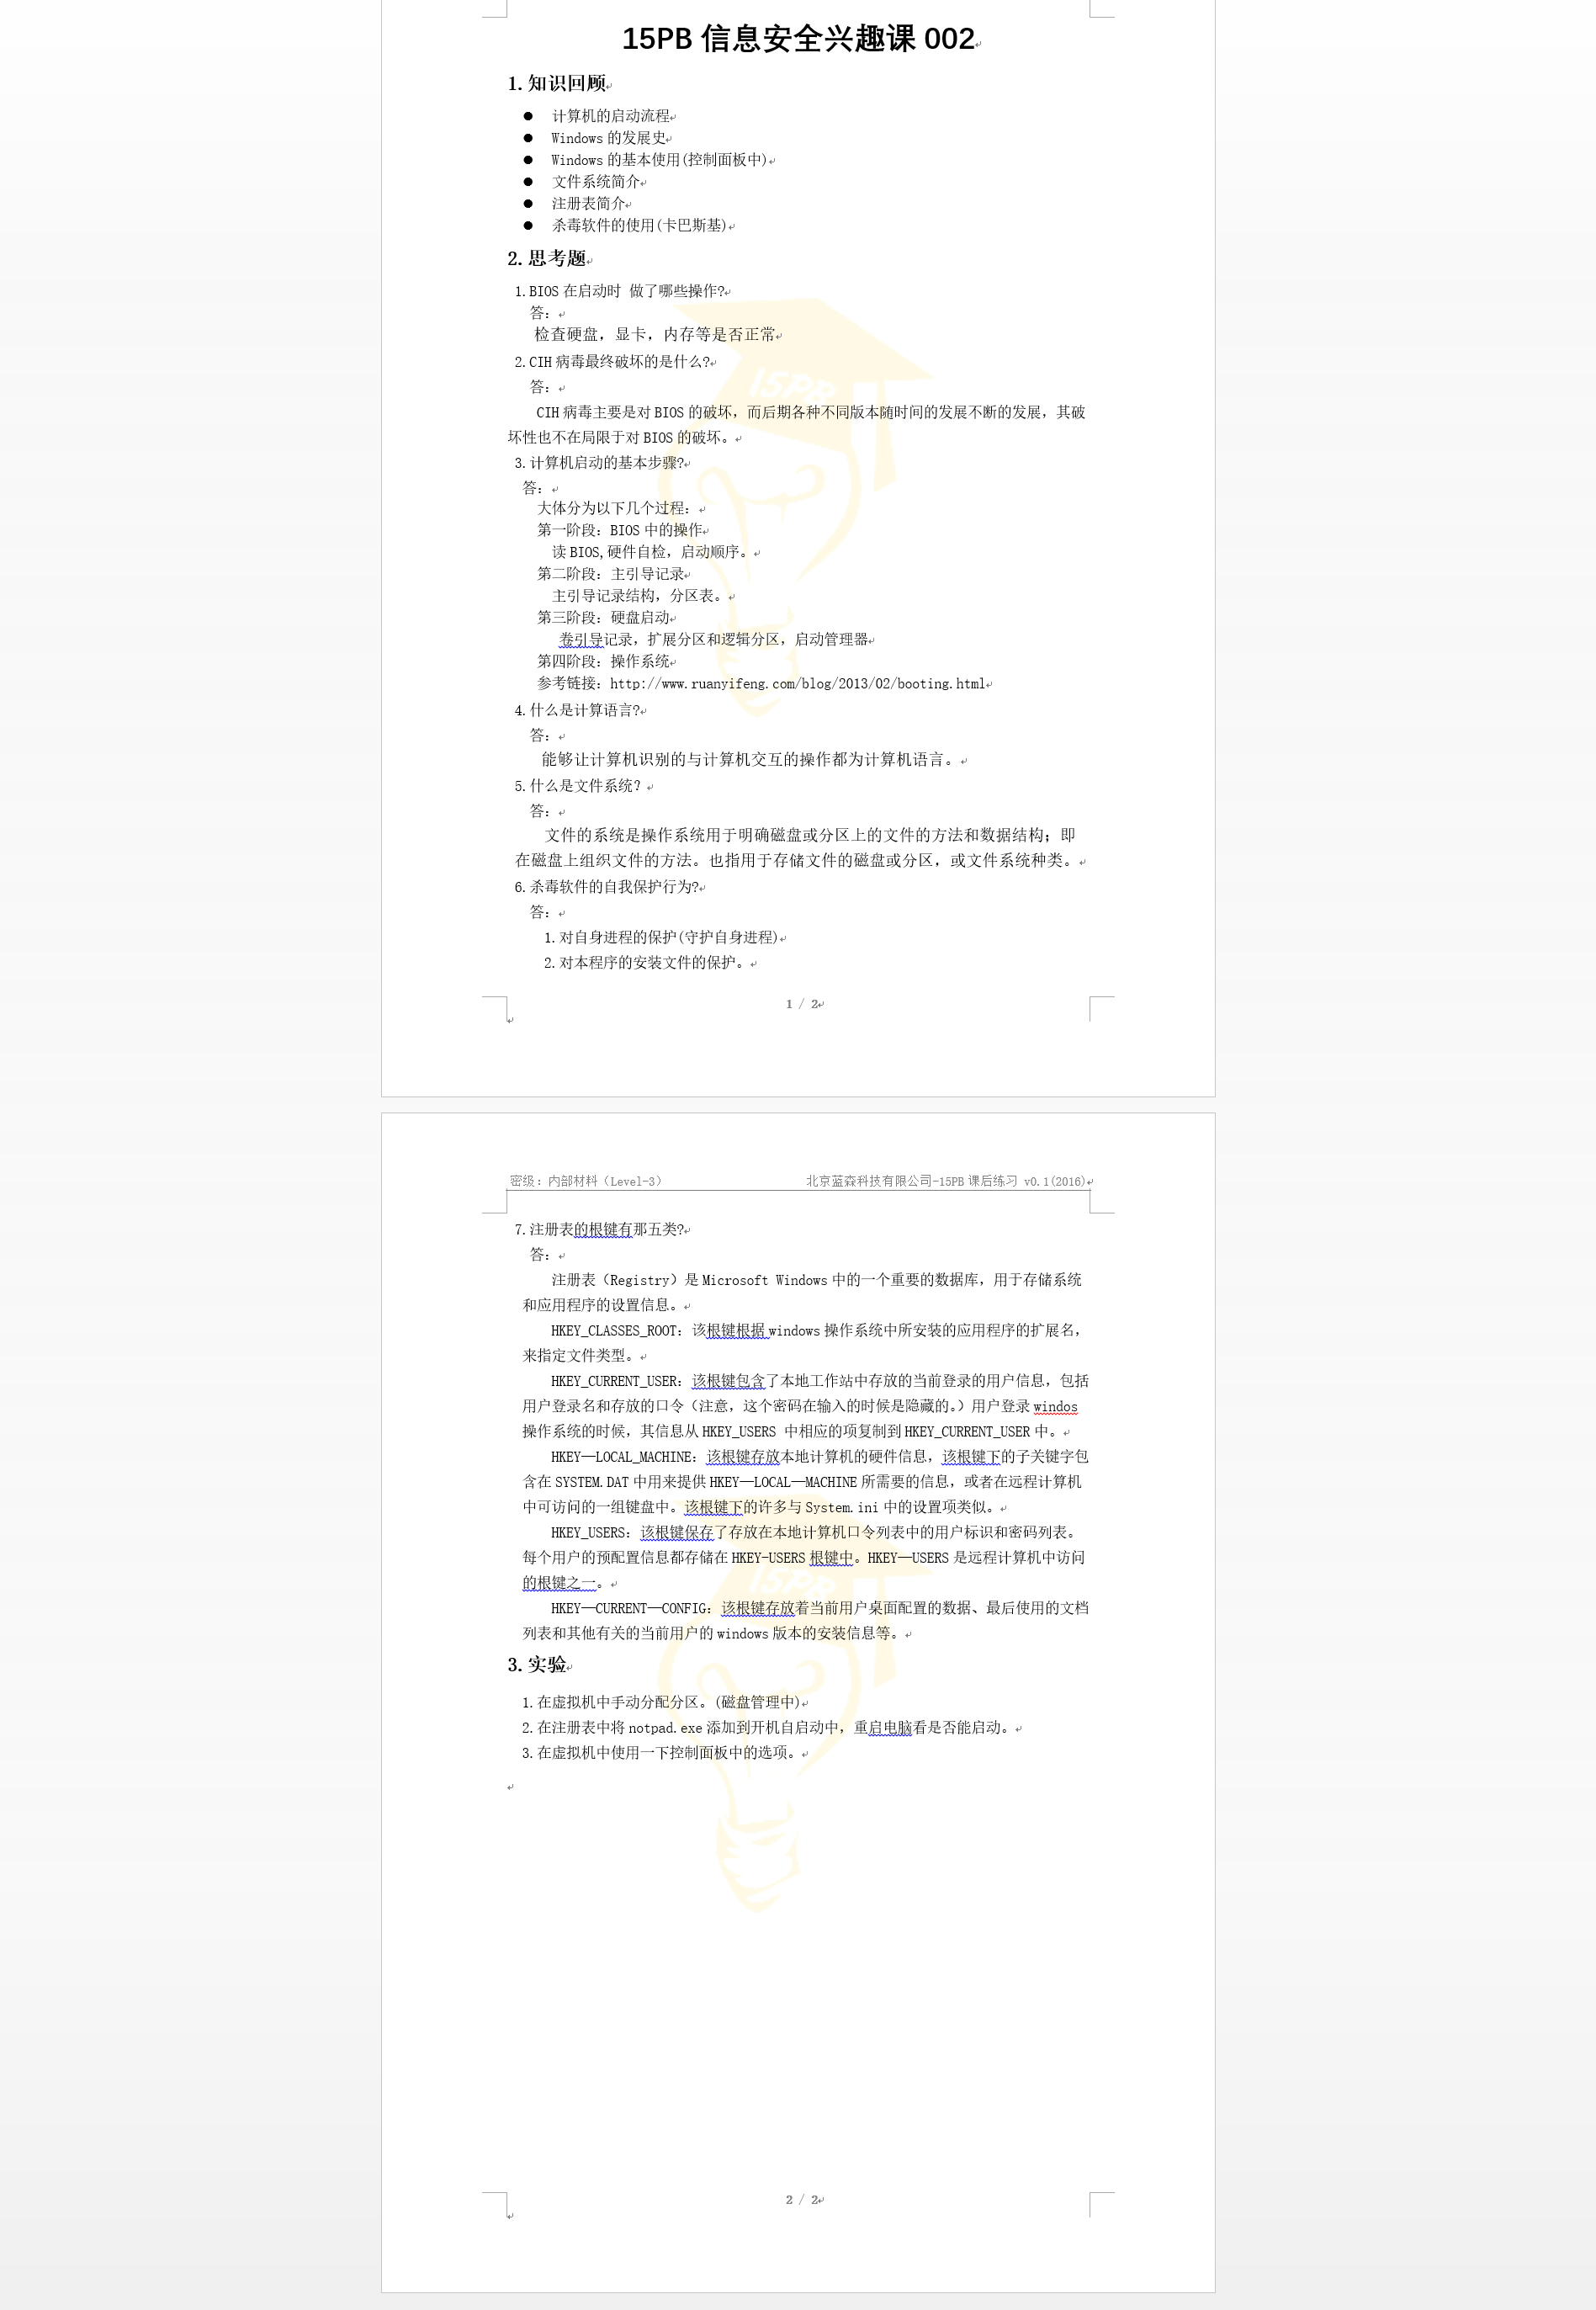 15PB 信息安全兴趣课 002
1. 知识回顾
● 计算机的启动流程
● Windows 的发展史
● Windows 的基本使用(控制面板中)
● 文件系统简介
● 注册表简介
● 杀毒软件的使用(卡巴斯基)
2. 思考题
1. BIOS 在启动时 做了哪些操作?
答：
检查硬盘，显卡，内存等是否正常
2. CIH 病毒最终破坏的是什么?
答：
15PB
CIH 病毒主要是对 BIOS 的破坏，而后期各种不同版本随时间的发展不断的发展，其破
坏性也不在局限于对 BIOS 的破坏。
3. 计算机启动的基本步骤?
答：
大体分为以下几个过程：
第一阶段：BIOS 中的操作
读 BIOS,硬件自检，启动顺序。
第二阶段：主引导记录
主引导记录结构，分区表。
第三阶段：硬盘启动
卷引导记录，扩展分区和逻辑分区，启动管理器
第四阶段：操作系统
参考链接：http://www.ruanyifeng.com/blog/2013/02/booting.html
4. 什么是计算语言?
答：
能够让计算机识别的与计算机交互的操作都为计算机语言。
5. 什么是文件系统？
答：
文件的系统是操作系统用于明确磁盘或分区上的文件的方法和数据结构；即
在磁盘上组织文件的方法。也指用于存储文件的磁盘或分区，或文件系统种类。
6. 杀毒软件的自我保护行为?
答：
1. 对自身进程的保护(守护自身进程)
2. 对本程序的安装文件的保护。
1 / 2
密级：内部材料（Level-3） 北京蓝森科技有限公司-15PB 课后练习 v0.1(2016)
7. 注册表的根键有那五类?
答：
注册表（Registry）是 Microsoft Windows 中的一个重要的数据库，用于存储系统
和应用程序的设置信息。
HKEY_CLASSES_ROOT：该根键根据 windows 操作系统中所安装的应用程序的扩展名，
来指定文件类型。
HKEY_CURRENT_USER：该根键包含了本地工作站中存放的当前登录的用户信息，包括
用户登录名和存放的口令（注意，这个密码在输入的时候是隐藏的。）用户登录 windos
操作系统的时候，其信息从 HKEY_USERS 中相应的项复制到 HKEY_CURRENT_USER 中。
HKEY—LOCAL_MACHINE：该根键存放本地计算机的硬件信息，该根键下的子关键字包
含在 SYSTEM.DAT 中用来提供 HKEY—LOCAL—MACHINE 所需要的信息，或者在远程计算机
中可访问的一组键盘中。该根键下的许多与 System.ini 中的设置项类似。
HKEY_USERS：该根键保存了存放在本地计算机口令列表中的用户标识和密码列表。
每个用户的预配置信息都存储在 HKEY-USERS 根键中。HKEY—USERS 是远程计算机中访问
的根键之一。
15PB
HKEY—CURRENT—CONFIG：该根键存放着当前用户桌面配置的数据、最后使用的文档
列表和其他有关的当前用户的 windows 版本的安装信息等。
3. 实验
1. 在虚拟机中手动分配分区。(磁盘管理中)
2. 在注册表中将 notpad.exe 添加到开机自启动中，重启电脑看是否能启动。
3. 在虚拟机中使用一下控制面板中的选项。
2 / 2